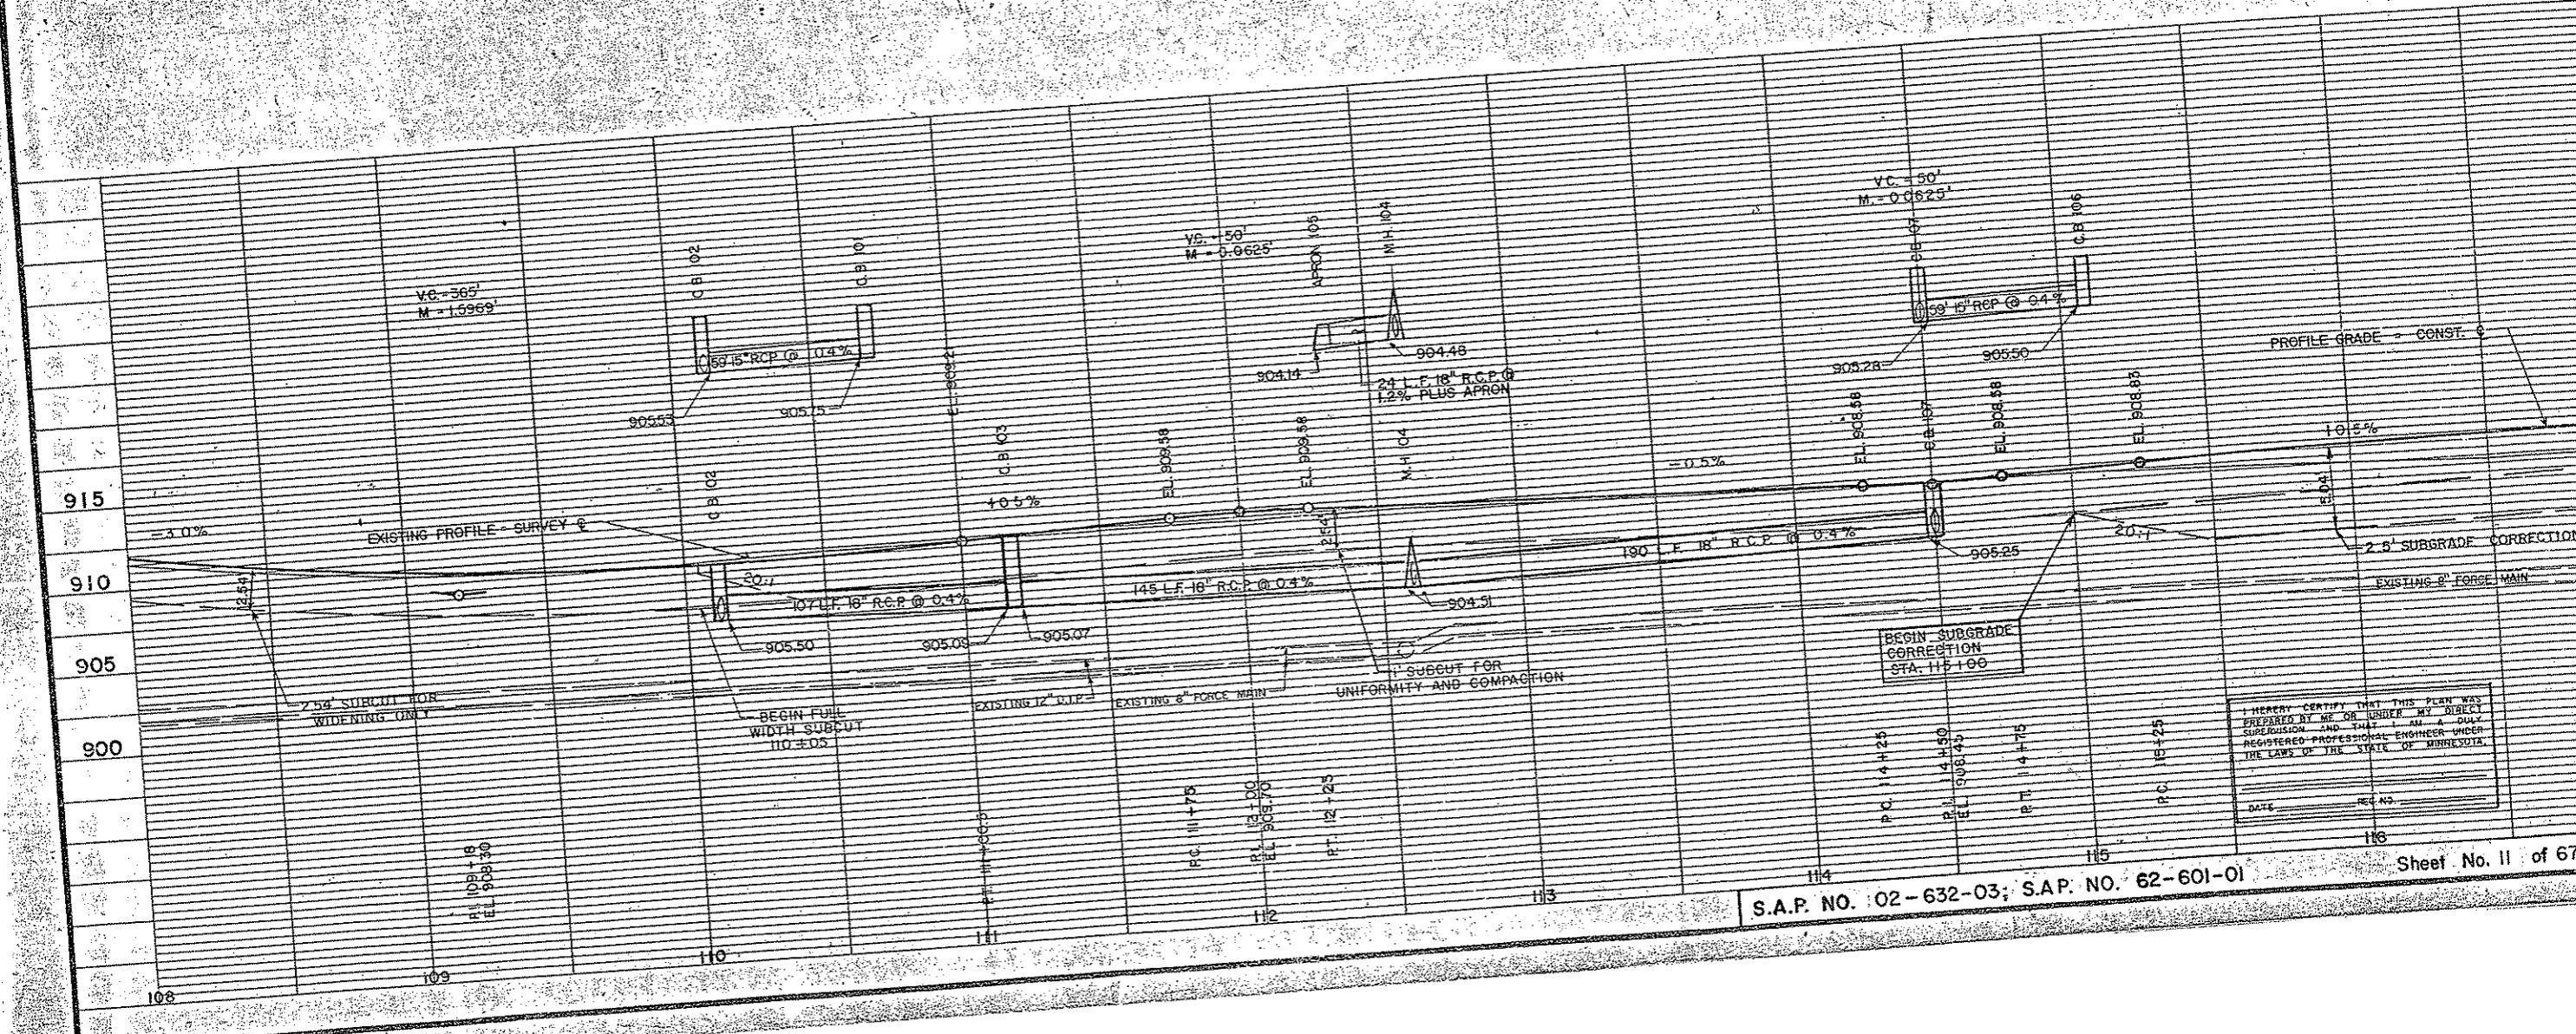 V.C. = 365'
M = 1.5969'
C.B. 102
C.B. 101
59' 15" RCP @ 0.4%
905.53
905.75
V.C. = 50'
M = 0.0625'
APRON 105
M.H. 104
904.14
904.48
24 L.F. 18" R.C.P. @
1.2% PLUS APRON
V.C. = 50'
M. = 0.0625'
C.B. 107
C.B. 106
59' 15" RCP @ 0.4%
905.28
905.50
PROFILE GRADE = CONST. ℄
915
910
905
900
-3.0%
EXISTING PROFILE = SURVEY ℄
C.B. 102
C.B. 103
+0.5%
EL. 909.58
EL. 909.58
M.H. 104
-0.5%
EL. 908.58
C.B. 107
EL. 908.58
EL. 908.83
+0.5%
2.54'
20:1
107 L.F. 18" R.C.P. @ 0.4%
145 L.F. 18" R.C.P. @ 0.4%
2.54'
190 L.F. 18" R.C.P. @ 0.4%
905.25
20:1
5.04'
2.5' SUBGRADE CORRECTION
EXISTING 8" FORCE MAIN
905.50
905.09
905.07
904.51
2.54' SUBCUT FOR
WIDENING ONLY
BEGIN FULL
WIDTH SUBCUT
110+05
EXISTING 12" D.I.P.
EXISTING 8" FORCE MAIN
1' SUBCUT FOR
UNIFORMITY AND COMPACTION
BEGIN SUBGRADE
CORRECTION
STA. 115+00
I HEREBY CERTIFY THAT THIS PLAN WAS
PREPARED BY ME OR UNDER MY DIRECT
SUPERVISION AND THAT I AM A DULY
REGISTERED PROFESSIONAL ENGINEER UNDER
THE LAWS OF THE STATE OF MINNESOTA.
DATE REG. NO.
P.I. 109+18
EL. 908.30
P.C. 111+75
P.I. 112+00
EL. 909.70
P.T. 112+25
P.C. 114+25
P.I. 114+50
EL. 908.45
P.T. 114+75
P.C. 115+25
108
109
110
111
112
113
114
115
116
S.A.P. NO. 02-632-03; S.A.P. NO. 62-601-01
Sheet No. 11 of 67